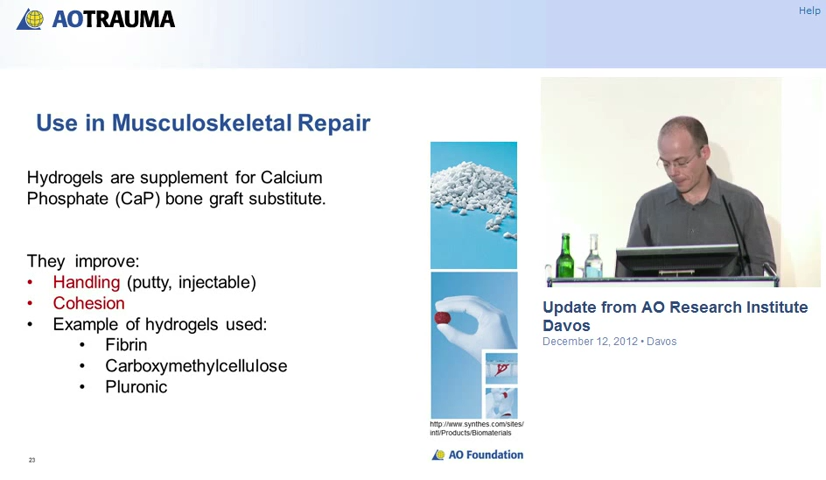 AOTRAUMA
Help
Use in Musculoskeletal Repair
Hydrogels are supplement for Calcium
Phosphate (CaP) bone graft substitute.
They improve:
• Handling (putty, injectable)
• Cohesion
• Example of hydrogels used:
• Fibrin
• Carboxymethylcellulose
• Pluronic
http://www.synthes.com/sites/
intl/Products/Biomaterials
23
AO Foundation
Update from AO Research Institute
Davos
December 12, 2012 • Davos